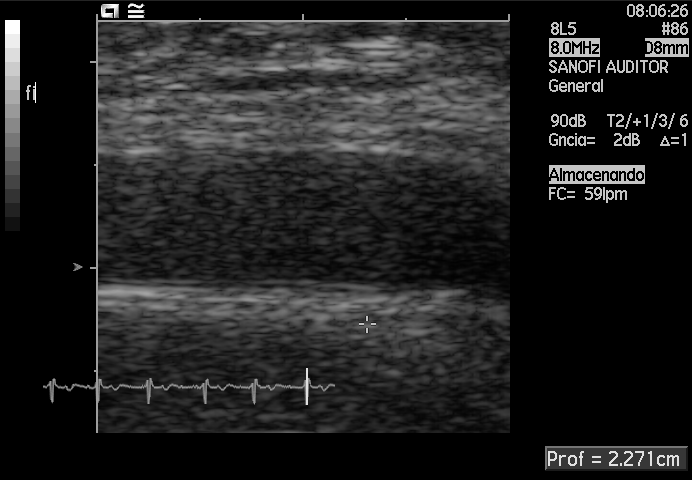 08:06:26
8L5 #86
8.0MHz D8mm
SANOFI AUDITOR
General
fi
90dB T2/+1/3/ 6
Gncia= 2dB Δ=1
Almacenando
FC= 59lpm
Prof = 2.271cm